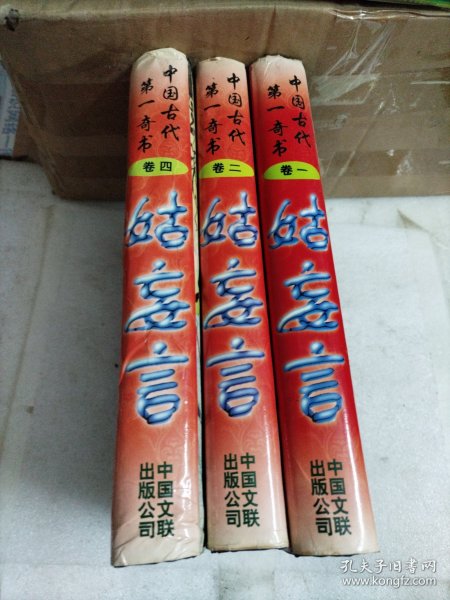 中国古代
第一奇书
卷四
姑妄言
中国文联
出版公司
中国古代
第一奇书
卷二
姑妄言
中国文联
出版公司
中国古代
第一奇书
卷一
姑妄言
中国文联
出版公司
孔夫子旧书网
www.kongfz.com